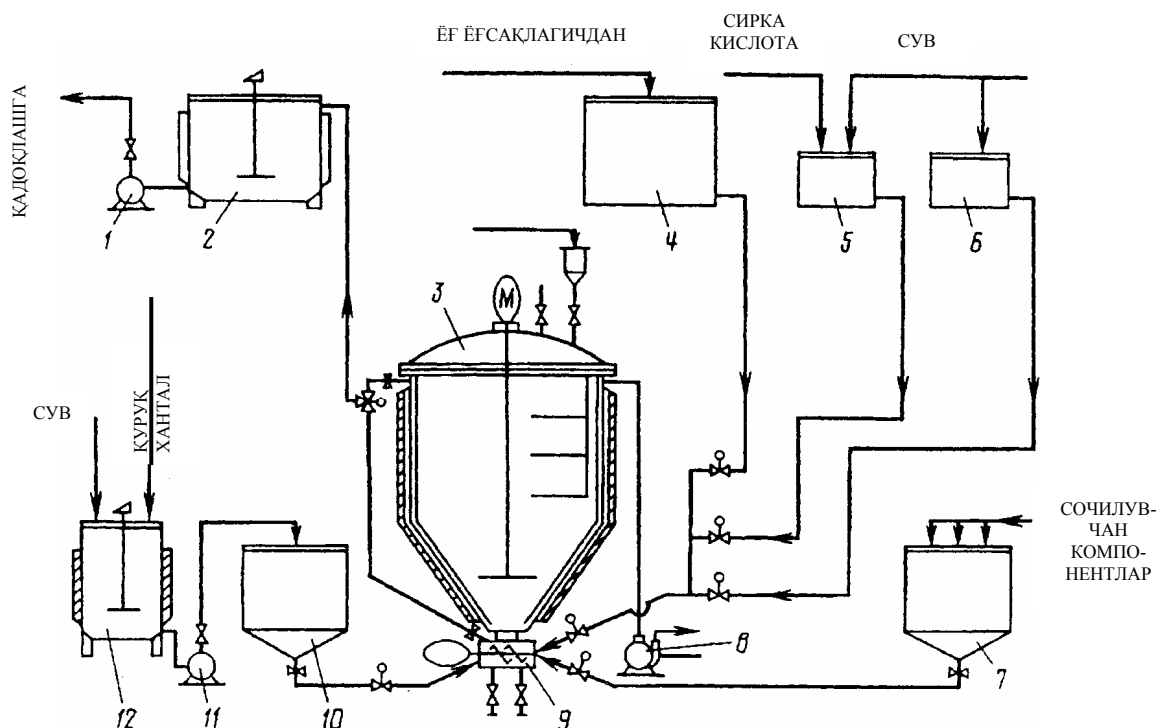 ЁҒ ЁҒСАҚЛАГИЧДАН
СИРКА
КИСЛОТА
СУВ
ҚАДОҚЛАШГА
1
2
4
5
6
3
М
СУВ
ҚУРУҚ
ХАНТАЛ
СОЧИЛУВ-
ЧАН
КОМПО-
НЕНТЛАР
12
11
10
9
8
7